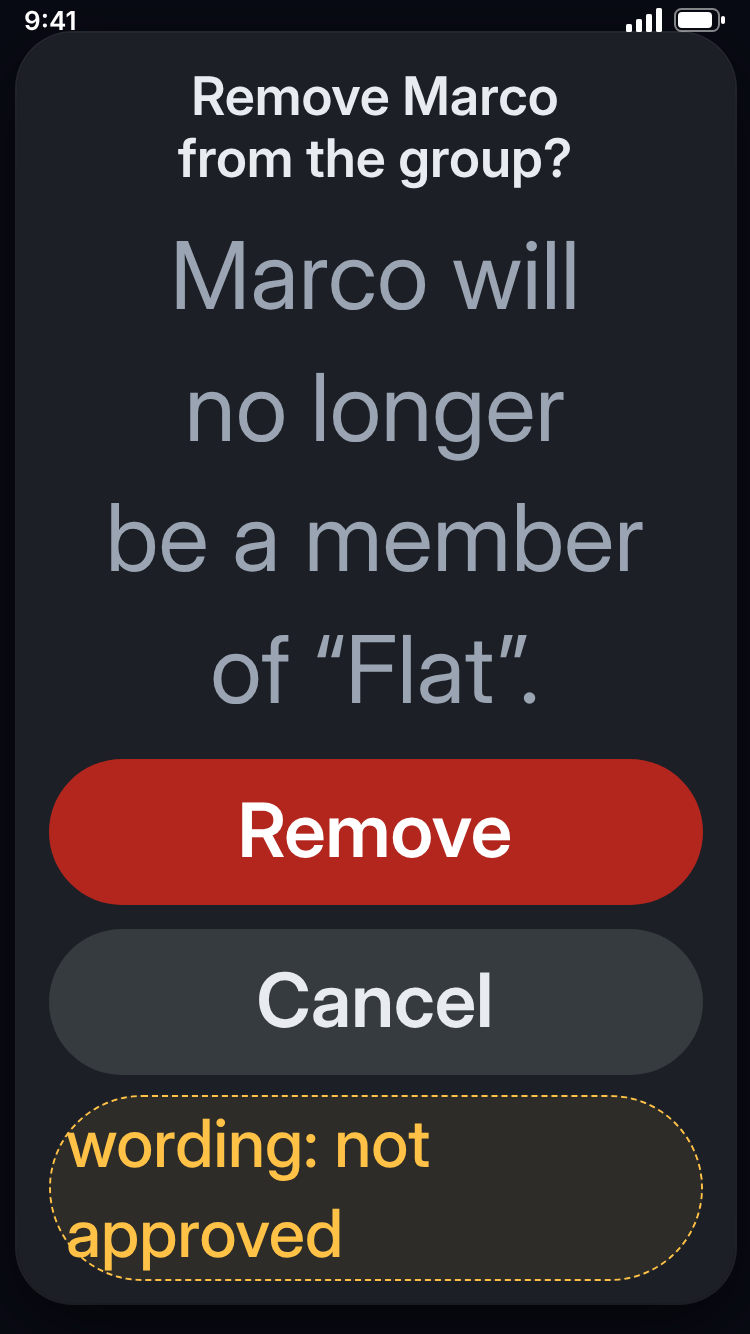 9:41
Remove Marco
from the group?
Marco will
no longer
be a member
of “Flat”.
Remove
Cancel
wording: not
approved